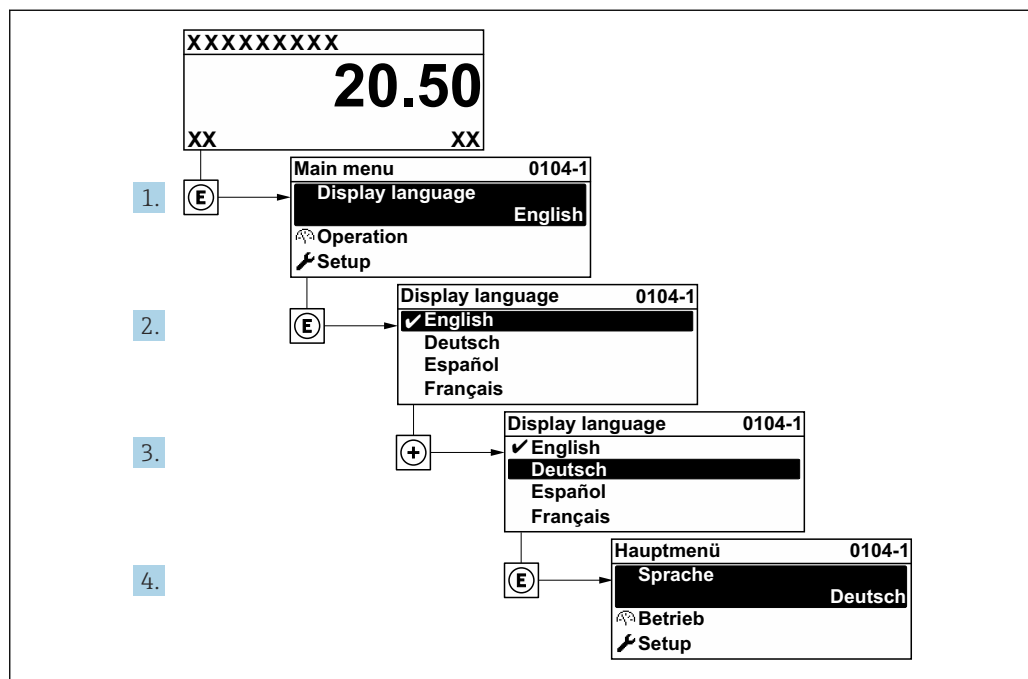 XXXXXXXXX
20.50
XX XX
1.
E
Main menu 0104-1
Display language
English
Operation
Setup
2.
E
Display language 0104-1
✔English
Deutsch
Español
Français
3.
+
Display language 0104-1
✔English
Deutsch
Español
Français
4.
E
Hauptmenü 0104-1
Sprache
Deutsch
Betrieb
Setup